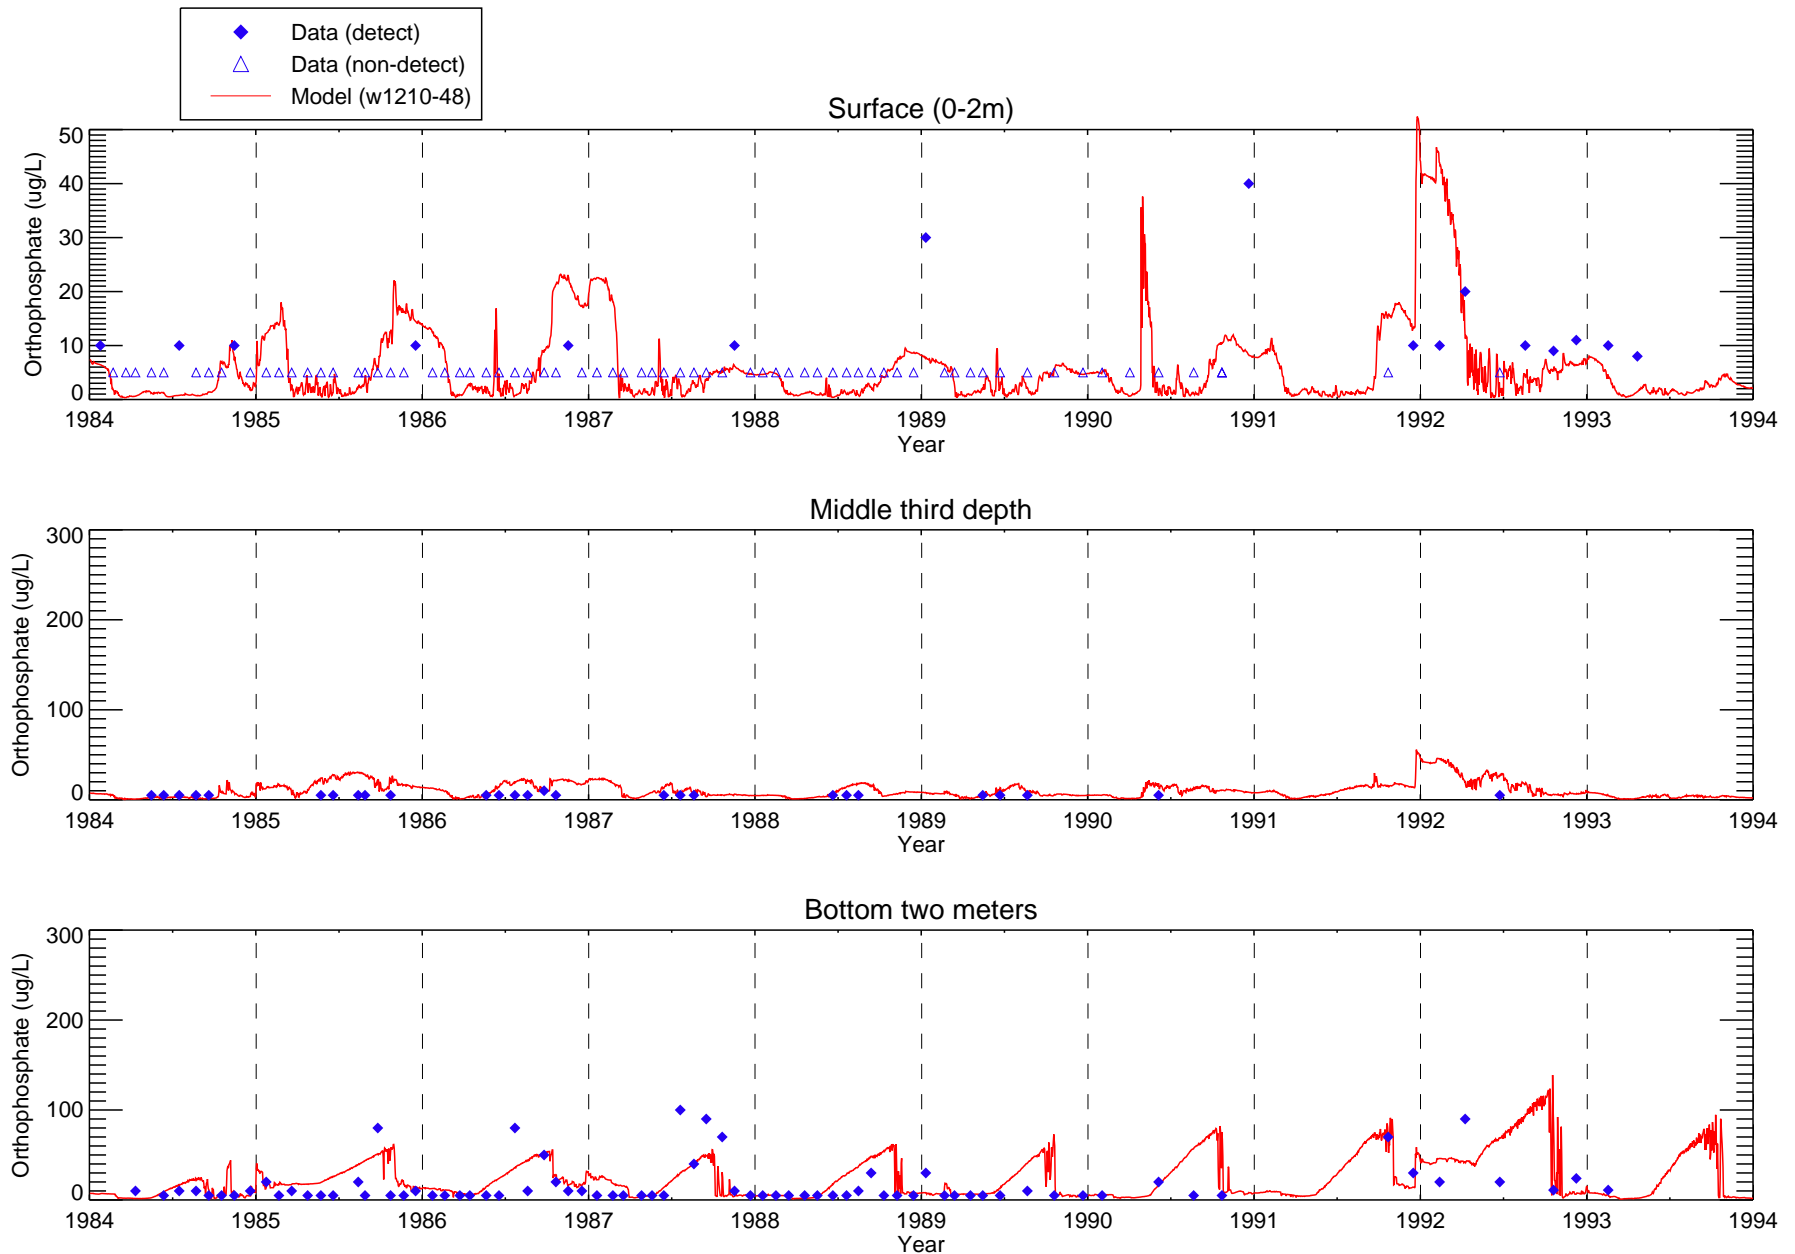 Data (detect)
Data (non-detect)
Model (w1210-48)
Surface (0-2m)
Orthophosphate (ug/L)
50
40
30
20
10
0
1984 1985 1986 1987 1988 1989 1990 1991 1992 1993 1994
Year
Middle third depth
Orthophosphate (ug/L)
300
200
100
0
1984 1985 1986 1987 1988 1989 1990 1991 1992 1993 1994
Year
Bottom two meters
Orthophosphate (ug/L)
300
200
100
0
1984 1985 1986 1987 1988 1989 1990 1991 1992 1993 1994
Year